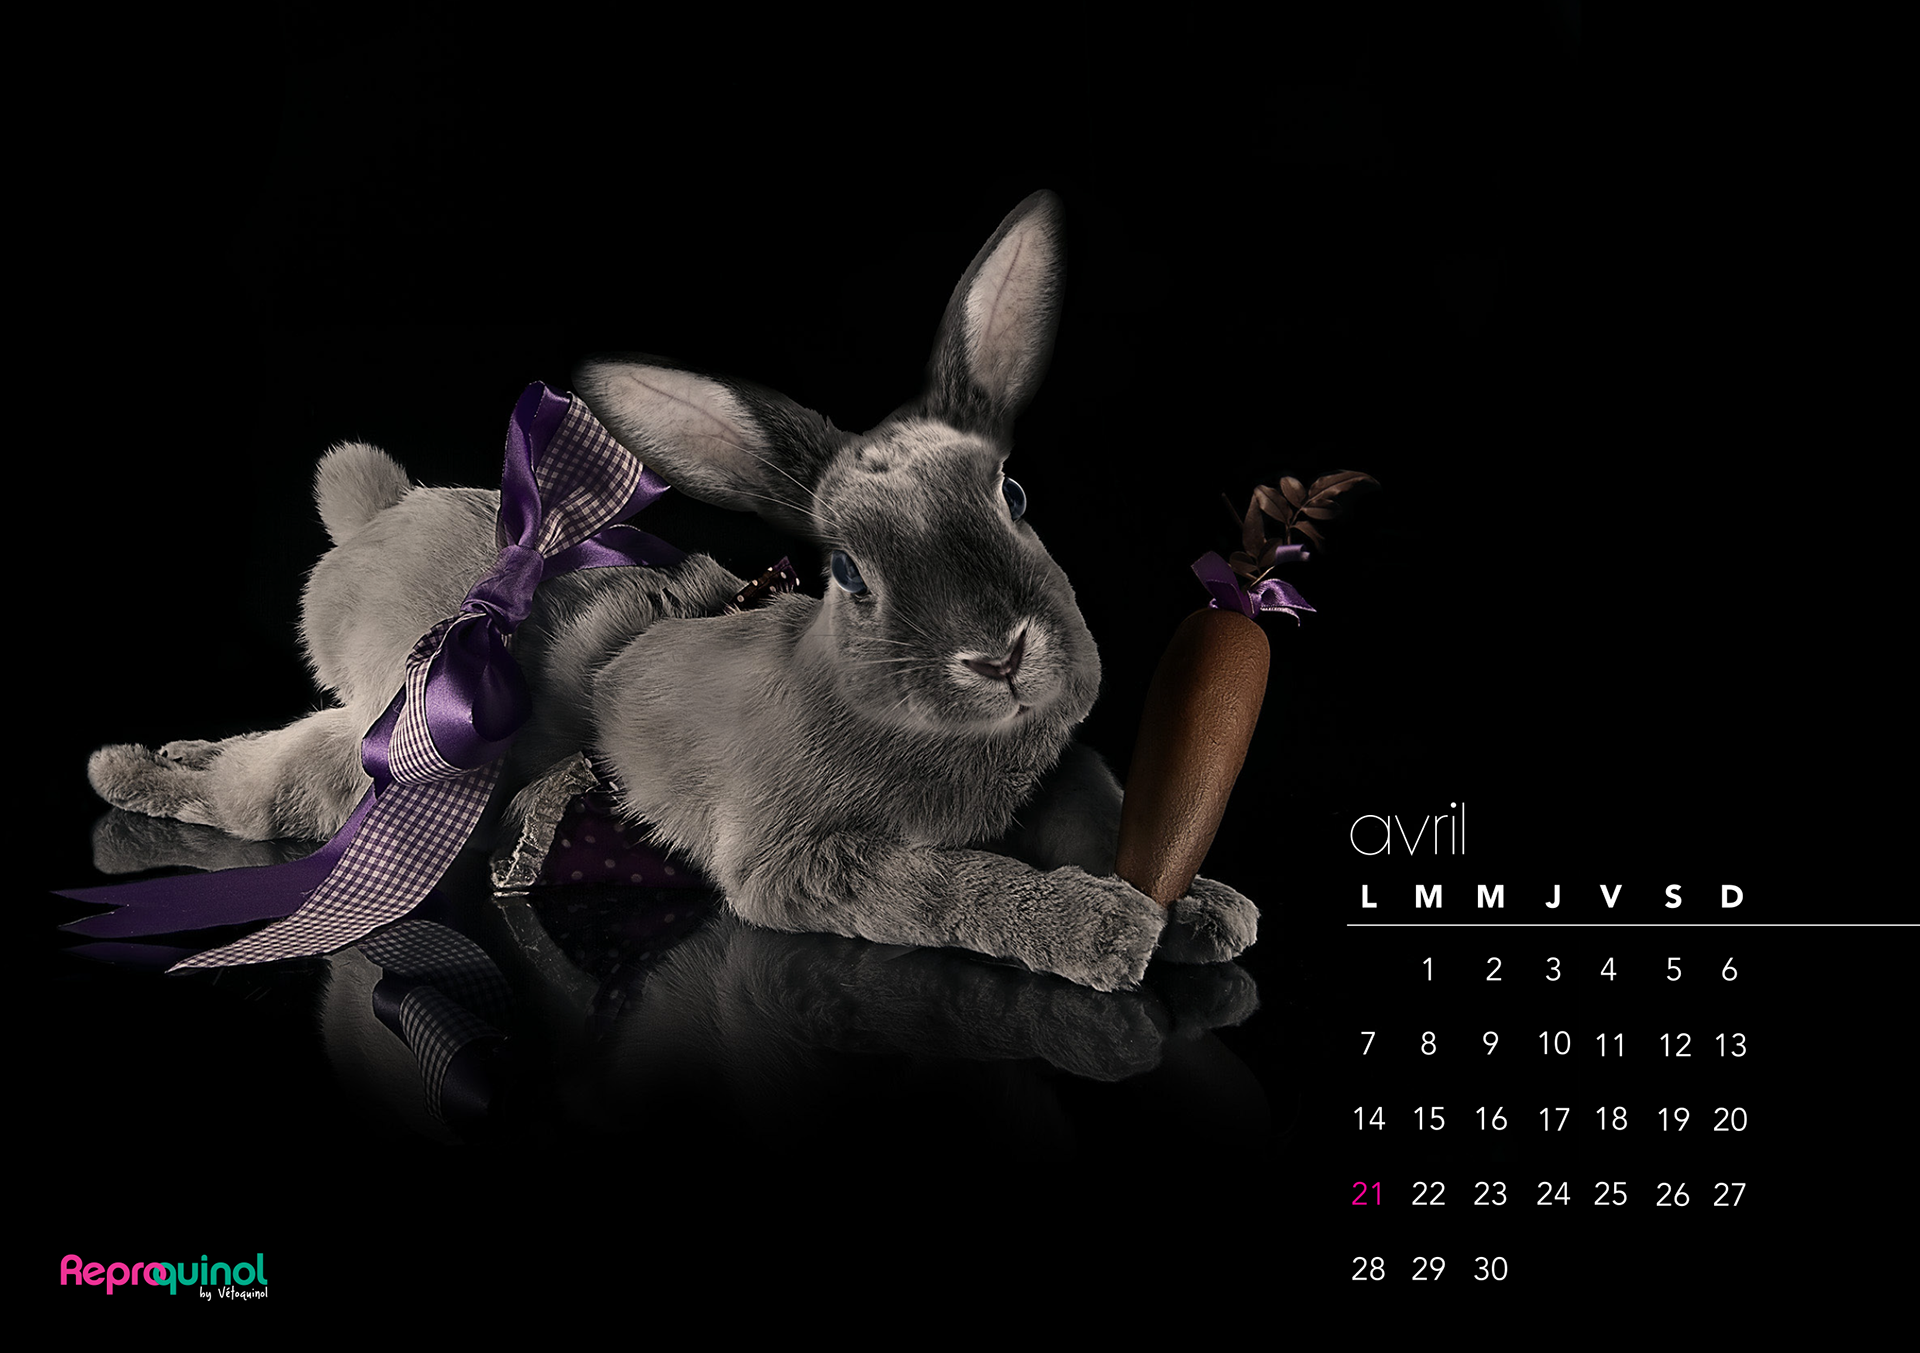 avril
L M M J V S D
1 2 3 4 5 6
7 8 9 10 11 12 13
14 15 16 17 18 19 20
21 22 23 24 25 26 27
28 29 30
Reproquinol
by Vétoquinol